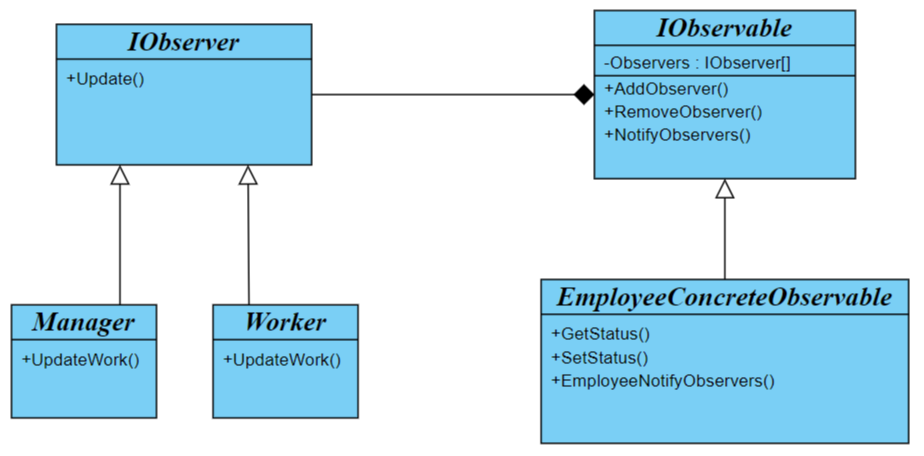 IObserver
+Update()
IObservable
-Observers : IObserver[]
+AddObserver()
+RemoveObserver()
+NotifyObservers()
Manager
+UpdateWork()
Worker
+UpdateWork()
EmployeeConcreteObservable
+GetStatus()
+SetStatus()
+EmployeeNotifyObservers()